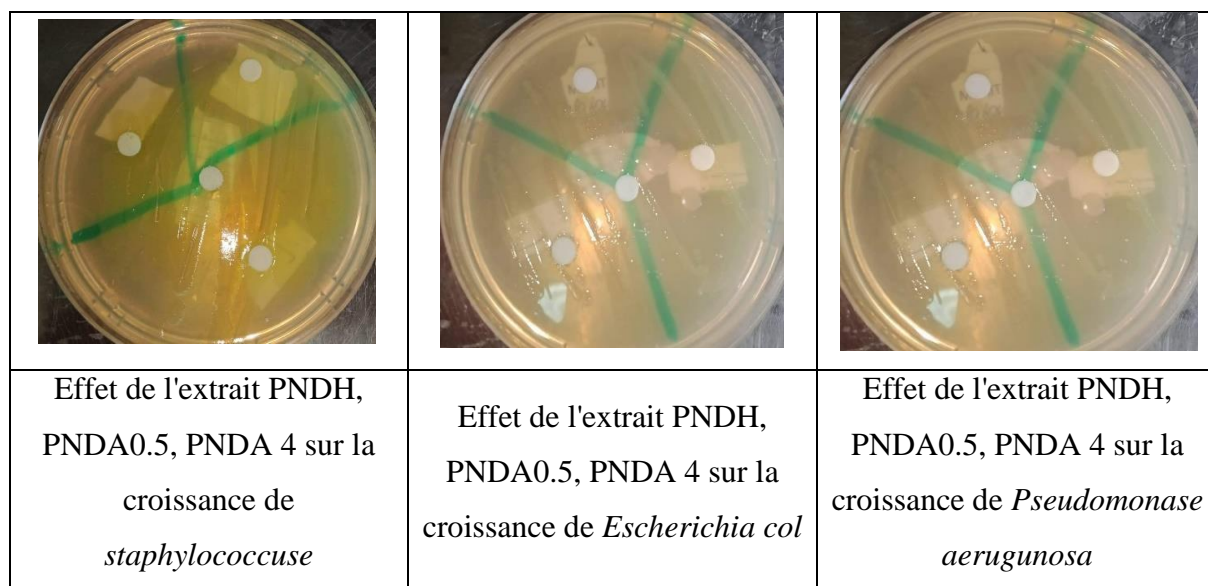 Effet de l'extrait PNDH,
PNDA0.5, PNDA 4 sur la
croissance de
staphylococcuse
Effet de l'extrait PNDH,
PNDA0.5, PNDA 4 sur la
croissance de Escherichia col
Effet de l'extrait PNDH,
PNDA0.5, PNDA 4 sur la
croissance de Pseudomonase
aerugunosa